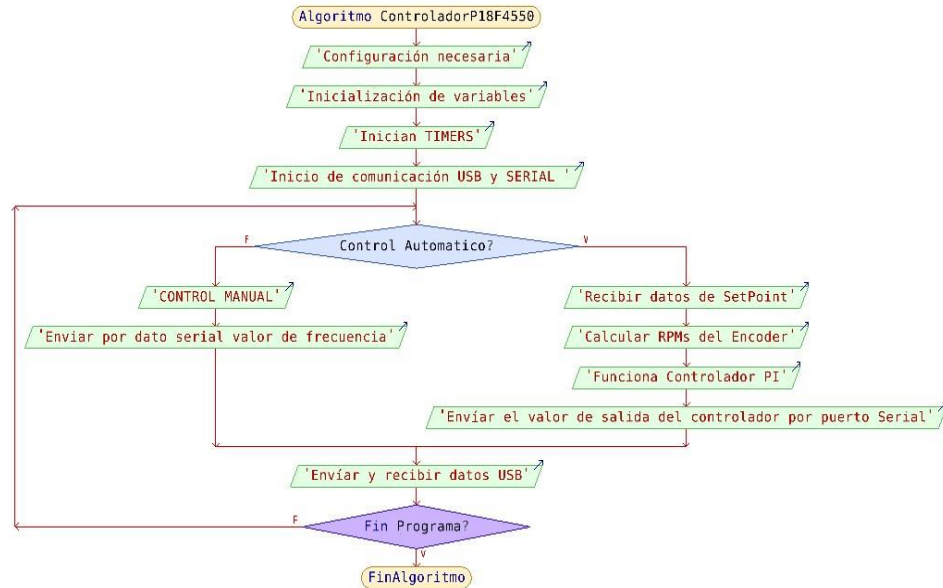 Algoritmo ControladorP18F4550
'Configuración necesaria'
'Inicialización de variables'
'Inician TIMERS'
'Inicio de comunicación USB y SERIAL '
Control Automatico?
F
V
'CONTROL MANUAL'
'Enviar por dato serial valor de frecuencia'
'Recibir datos de SetPoint'
'Calcular RPMs del Encoder'
'Funciona Controlador PI'
'Envíar el valor de salida del controlador por puerto Serial'
'Envíar y recibir datos USB'
Fin Programa?
F
V
FinAlgoritmo